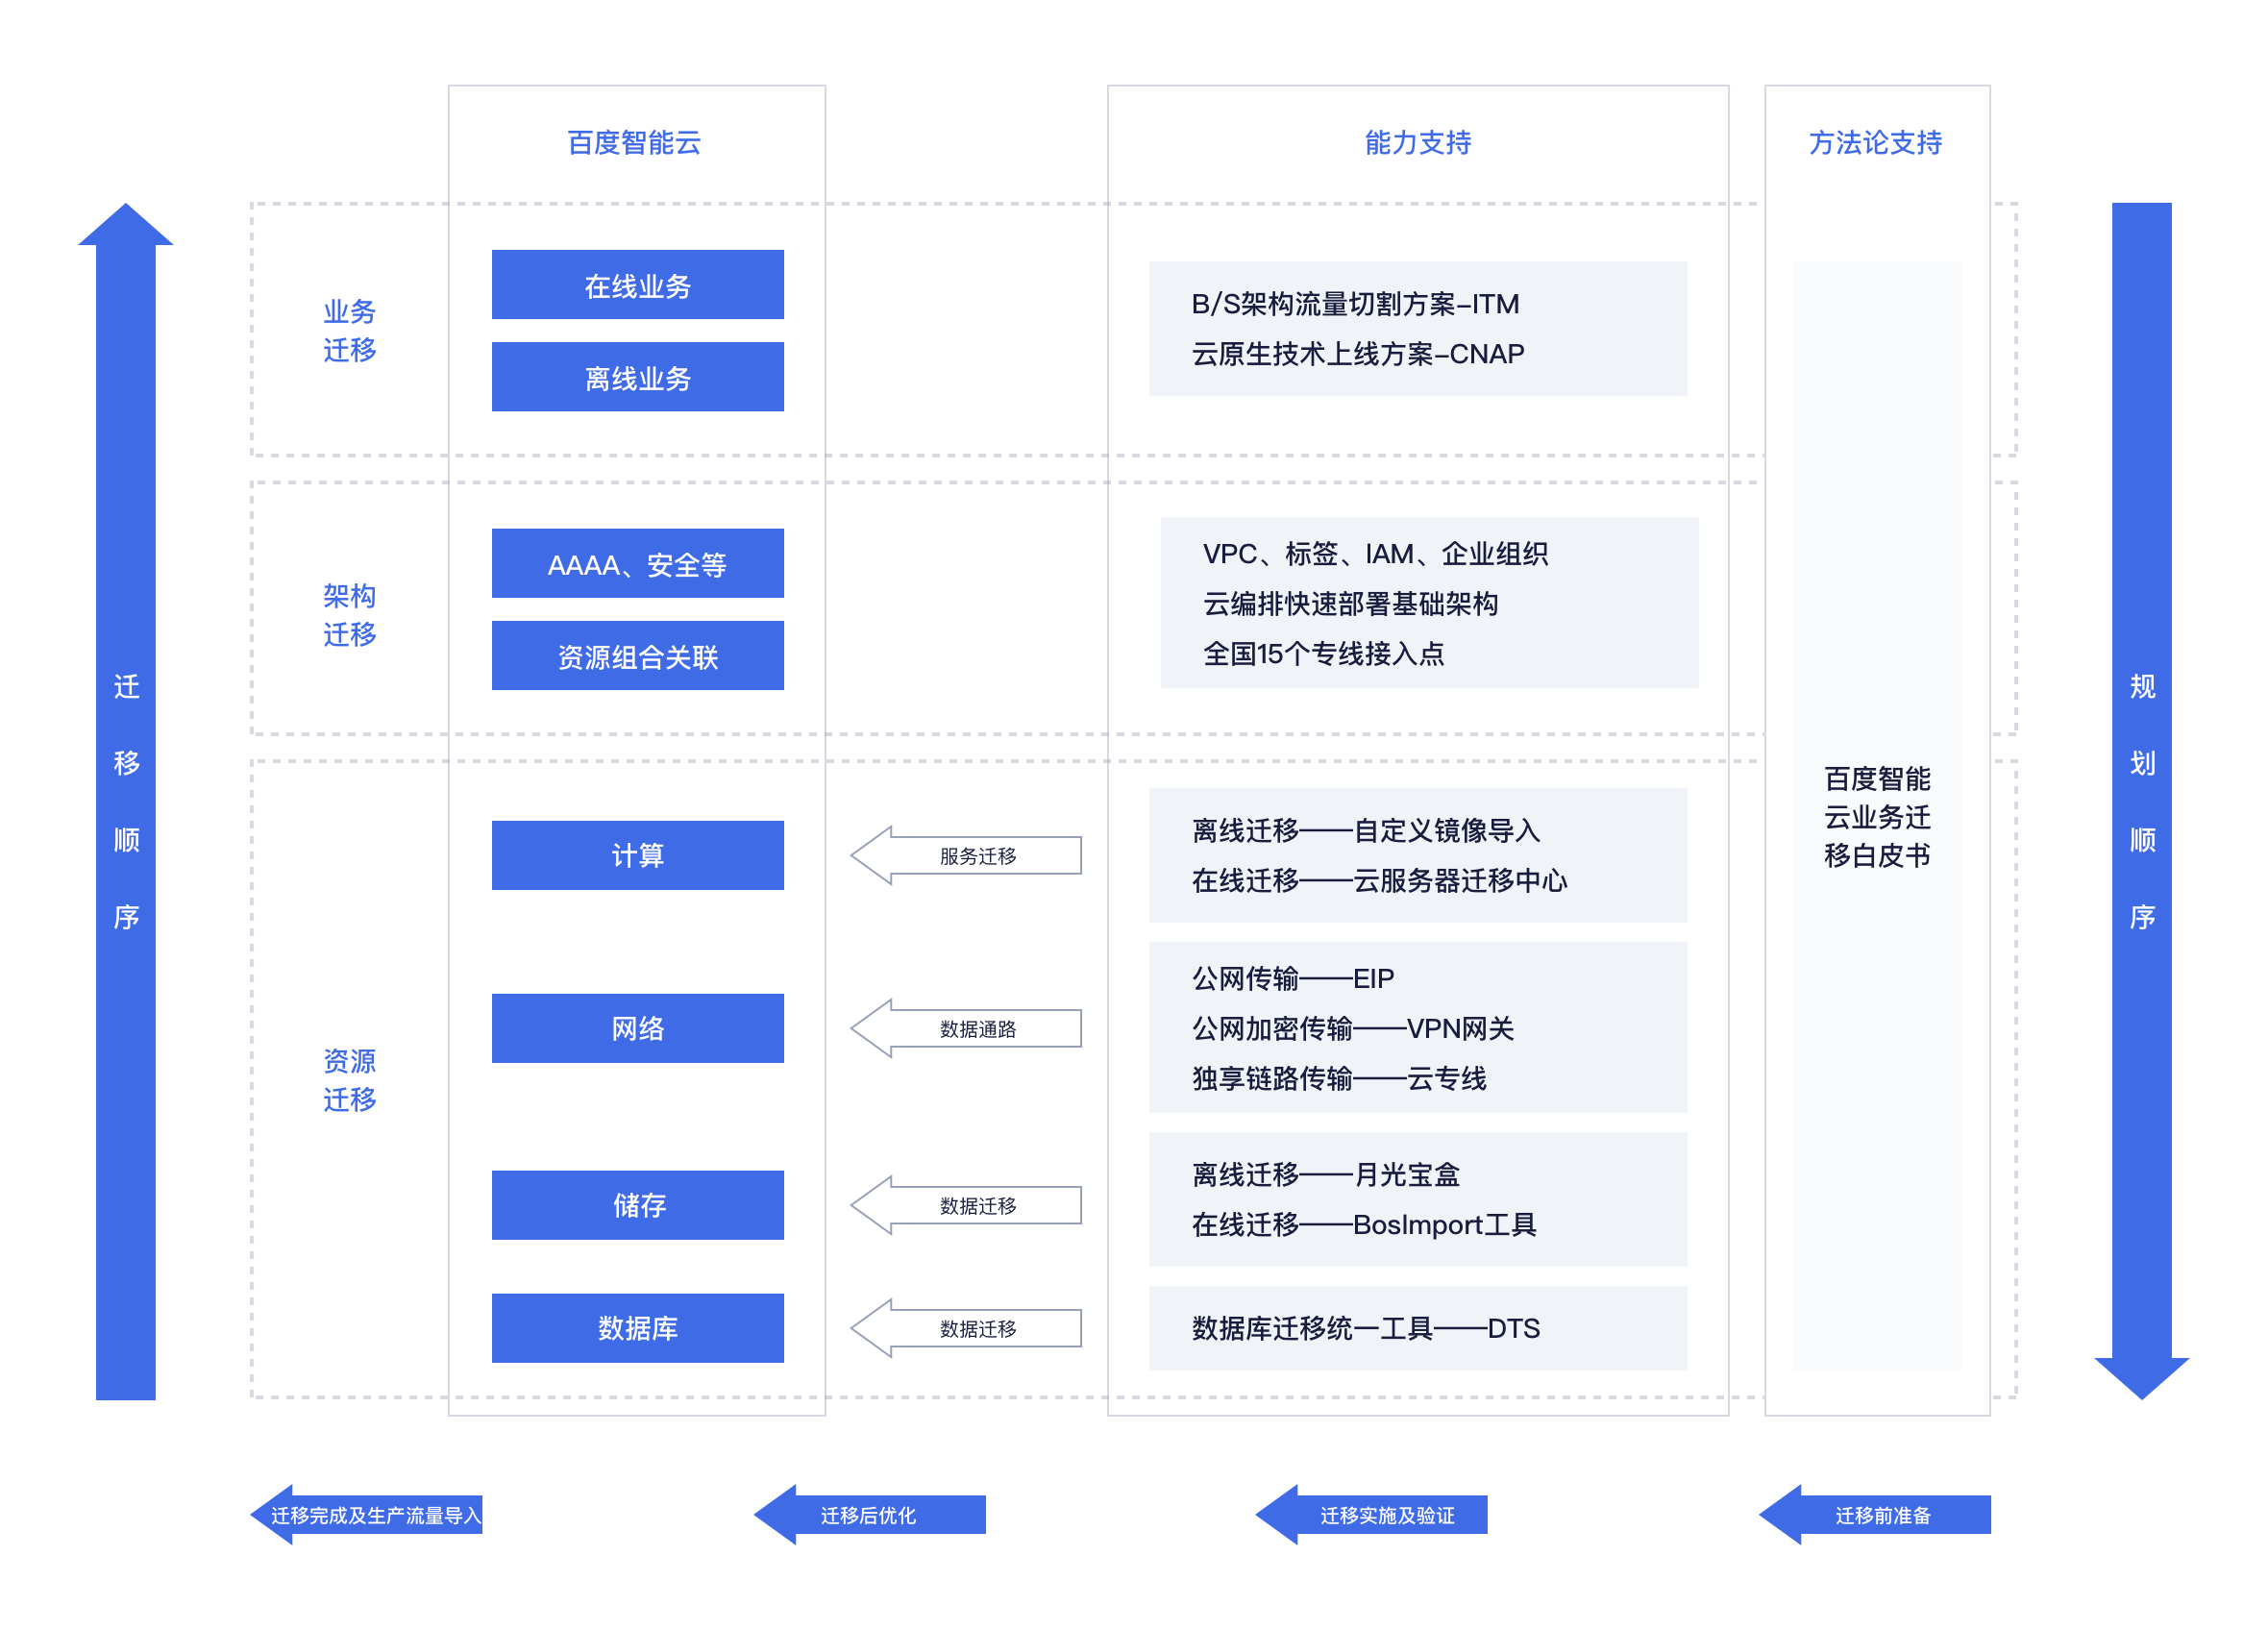 百度智能云
能力支持
方法论支持
迁移顺序
业务
迁移
在线业务
离线业务
B/S架构流量切割方案-ITM
云原生技术上线方案-CNAP
架构
迁移
AAAA、安全等
资源组合关联
VPC、标签、IAM、企业组织
云编排快速部署基础架构
全国15个专线接入点
资源
迁移
计算
服务迁移
离线迁移——自定义镜像导入
在线迁移——云服务器迁移中心
网络
数据通路
公网传输——EIP
公网加密传输——VPN网关
独享链路传输——云专线
储存
数据迁移
离线迁移——月光宝盒
在线迁移——BosImport工具
数据库
数据迁移
数据库迁移统一工具——DTS
百度智能
云业务迁
移白皮书
规划顺序
迁移完成及生产流量导入
迁移后优化
迁移实施及验证
迁移前准备